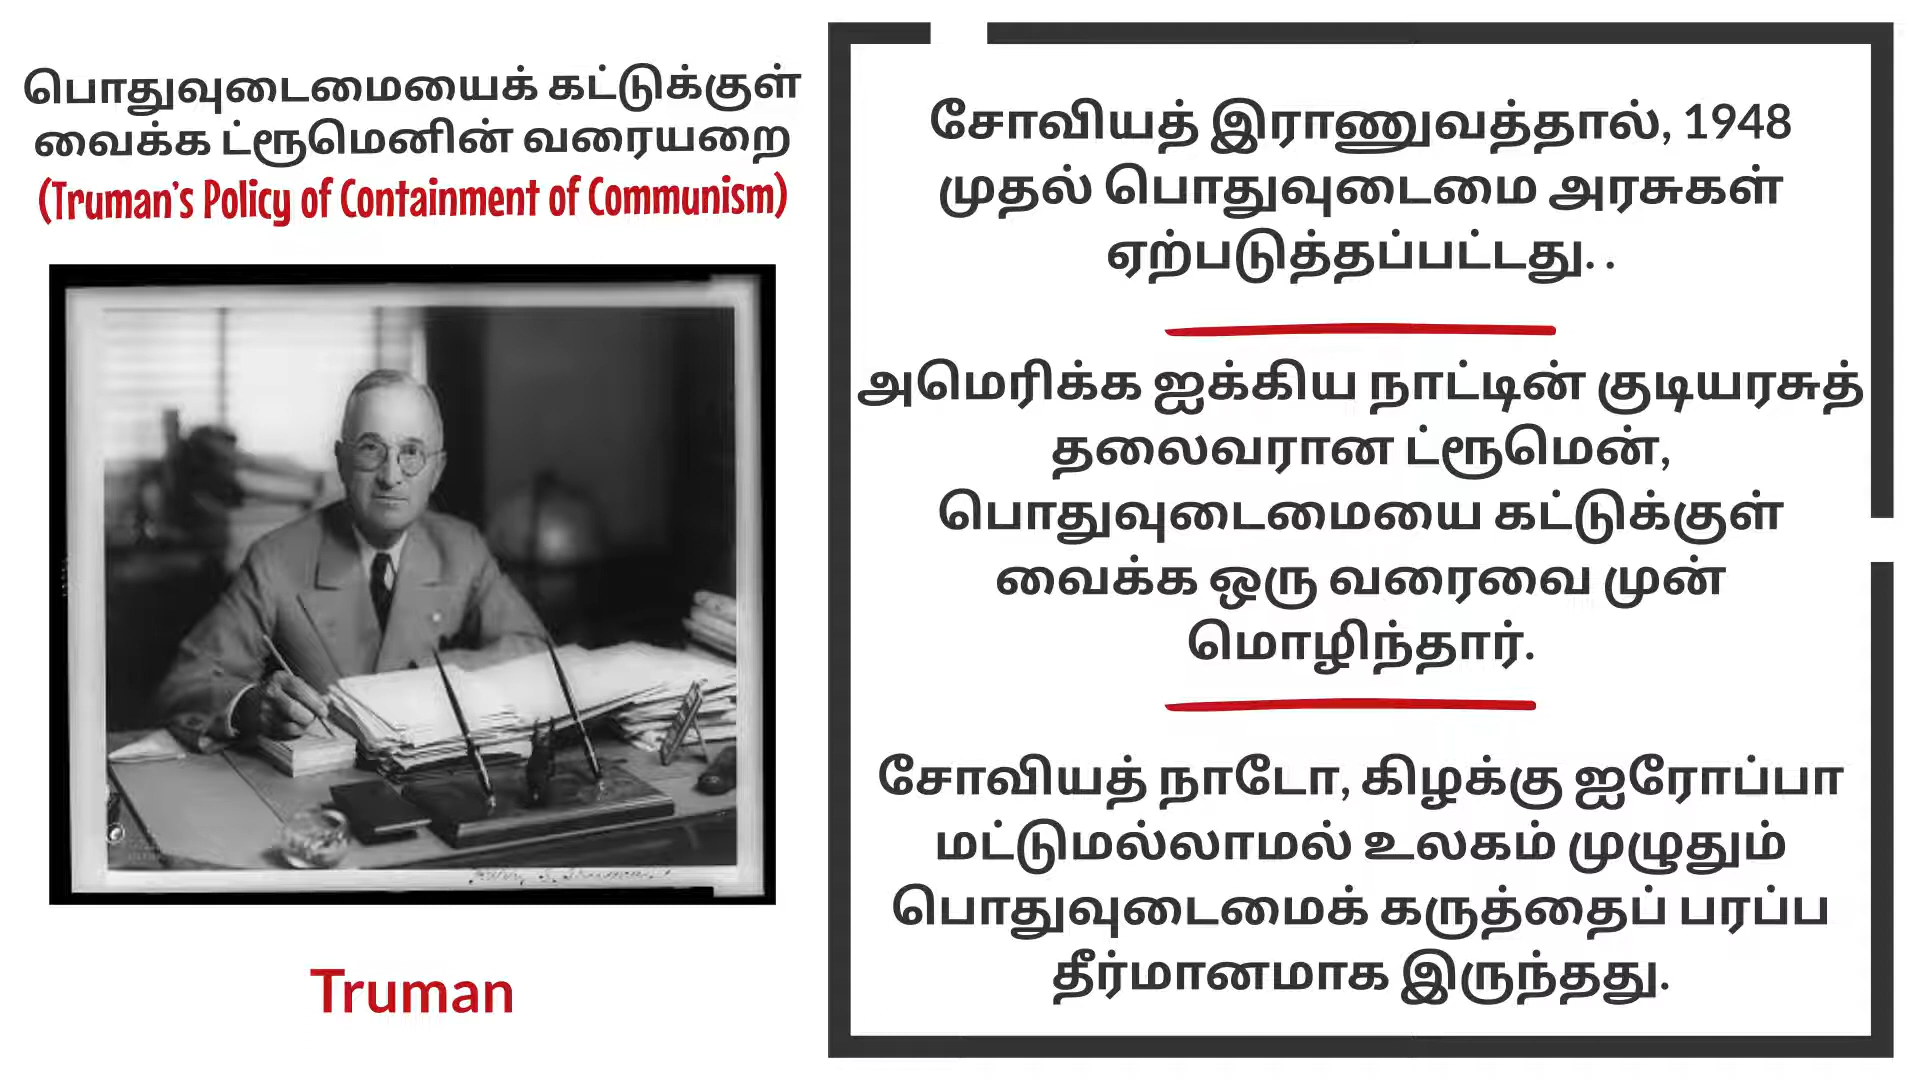 பொதுவுடைமையைக் கட்டுக்குள்
வைக்க ட்ரூமெனின் வரையறை
(Truman's Policy of Containment of Communism)
Truman
சோவியத் இராணுவத்தால், 1948
முதல் பொதுவுடைமை அரசுகள்
ஏற்படுத்தப்பட்டது. .
அமெரிக்க ஐக்கிய நாட்டின் குடியரசுத்
தலைவரான ட்ரூமென்,
பொதுவுடைமையை கட்டுக்குள்
வைக்க ஒரு வரைவை முன்
மொழிந்தார்.
சோவியத் நாடோ, கிழக்கு ஐரோப்பா
மட்டுமல்லாமல் உலகம் முழுதும்
பொதுவுடைமைக் கருத்தைப் பரப்ப
தீர்மானமாக இருந்தது.